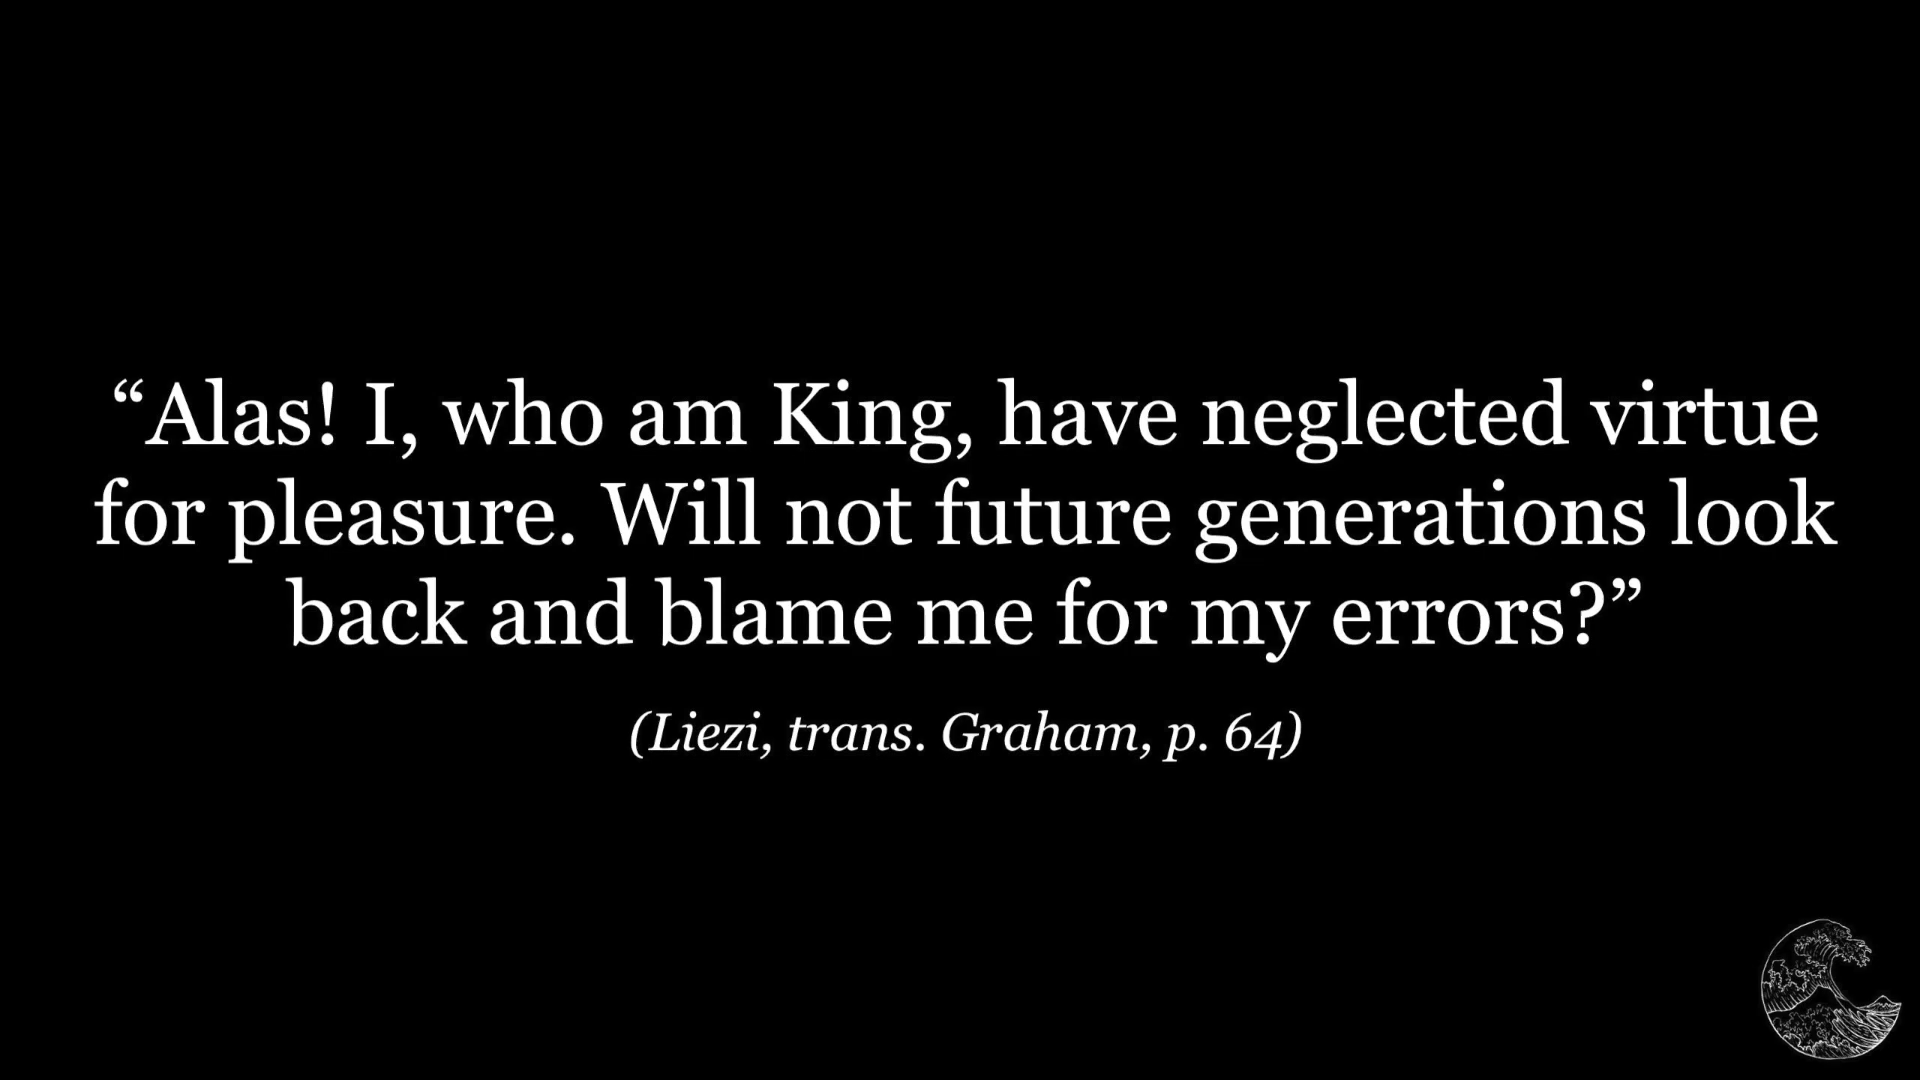 “Alas! I, who am King, have neglected virtue
for pleasure. Will not future generations look
back and blame me for my errors?”
(Liezi, trans. Graham, p. 64)